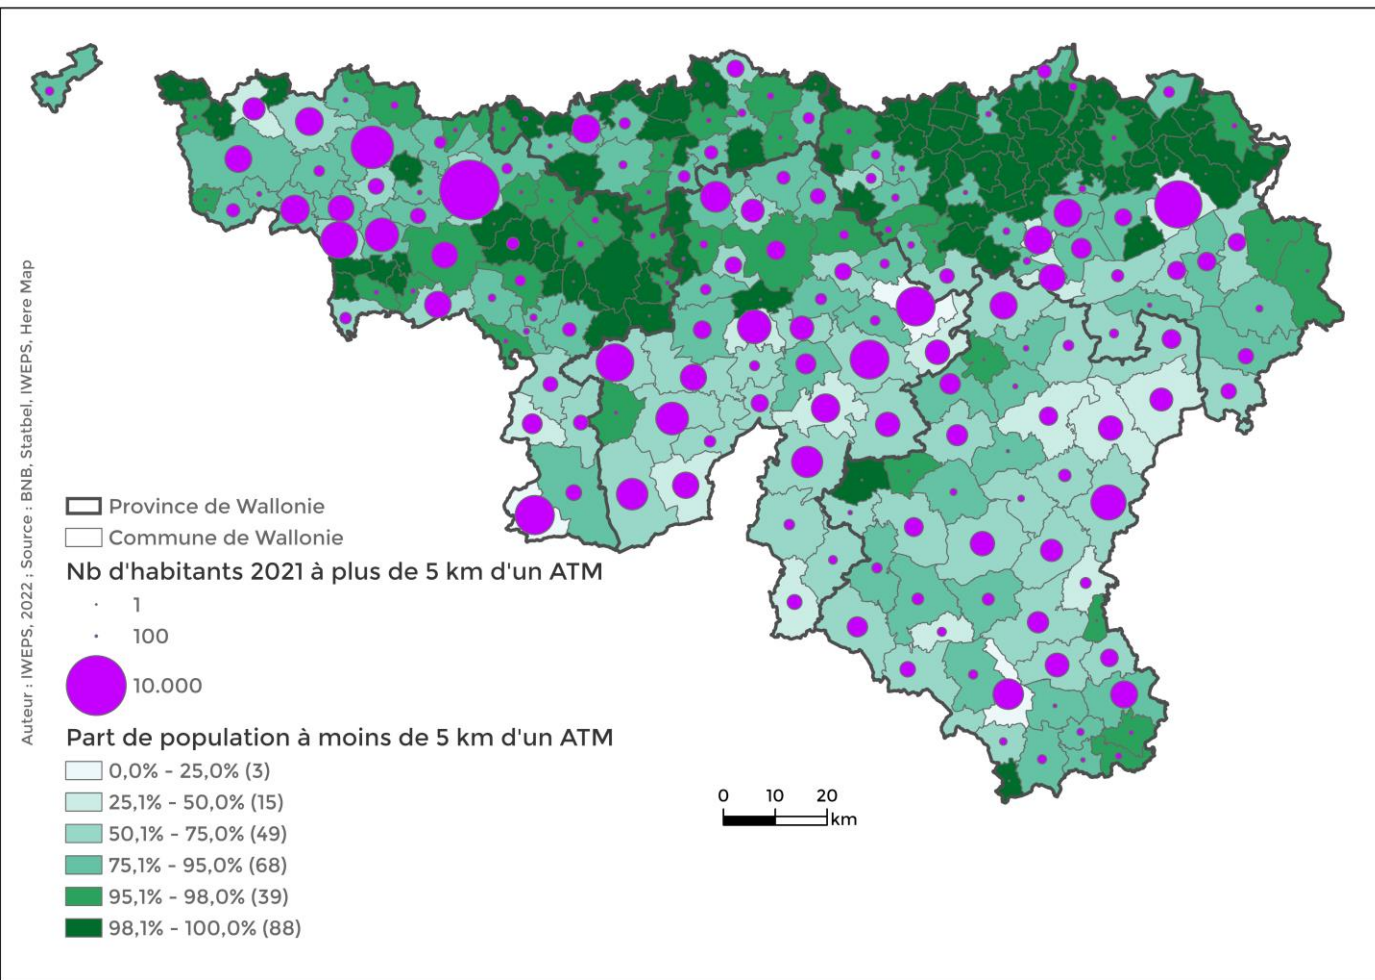 Auteur : IWEPS, 2022 ; Source : BNB, Statbel, IWEPS, Here Map
Province de Wallonie
Commune de Wallonie
Nb d'habitants 2021 à plus de 5 km d'un ATM
1
100
10.000
Part de population à moins de 5 km d'un ATM
0,0% - 25,0% (3)
25,1% - 50,0% (15)
50,1% - 75,0% (49)
75,1% - 95,0% (68)
95,1% - 98,0% (39)
98,1% - 100,0% (88)
0 10 20
km